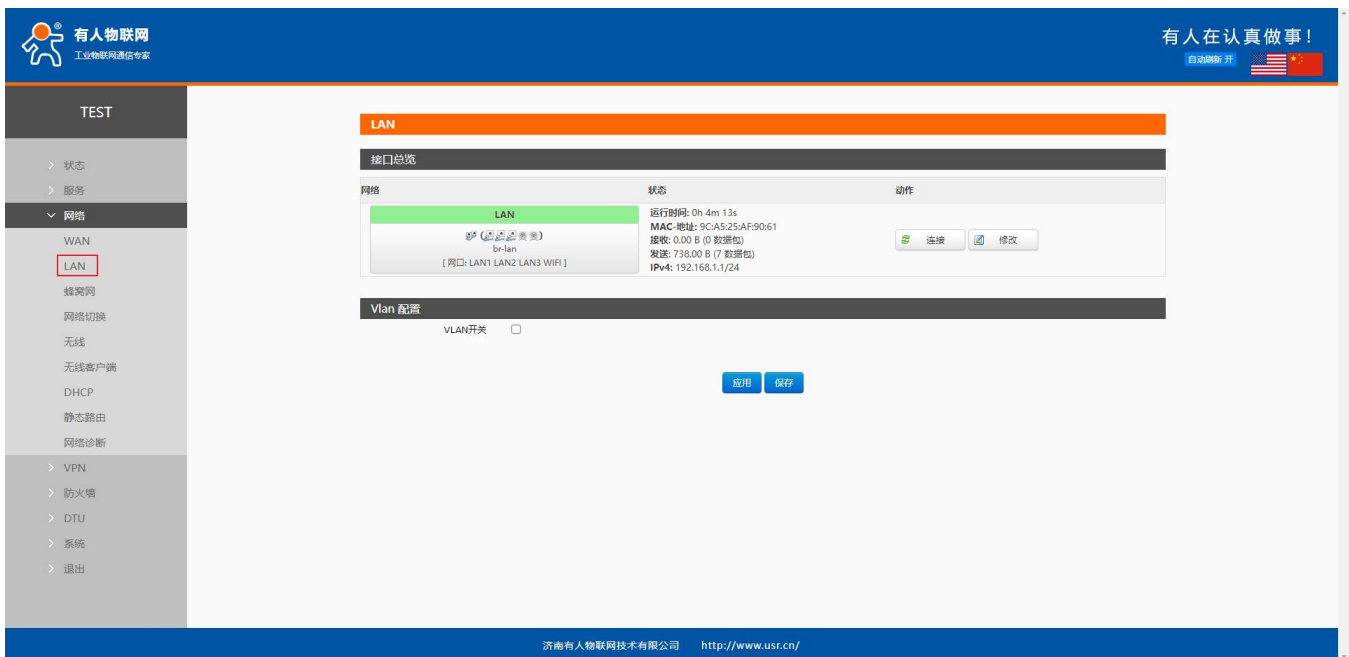 有人物联网
®
工业物联网通信专家
有人在认真做事!
自动刷新 开
TEST
状态
服务
网络
WAN
LAN
蜂窝网
网络切换
无线
无线客户端
DHCP
静态路由
网络诊断
VPN
防火墙
DTU
系统
退出
LAN
接口总览
网络 状态 动作
LAN
br-lan
[ 网口: LAN1 LAN2 LAN3 WIFI ]
运行时间: 0h 4m 13s
MAC-地址: 9C:A5:25:AF:90:61
接收: 0.00 B (0 数据包)
发送: 738.00 B (7 数据包)
IPv4: 192.168.1.1/24
连接 修改
Vlan 配置
VLAN开关
应用 保存
济南有人物联网技术有限公司 http://www.usr.cn/